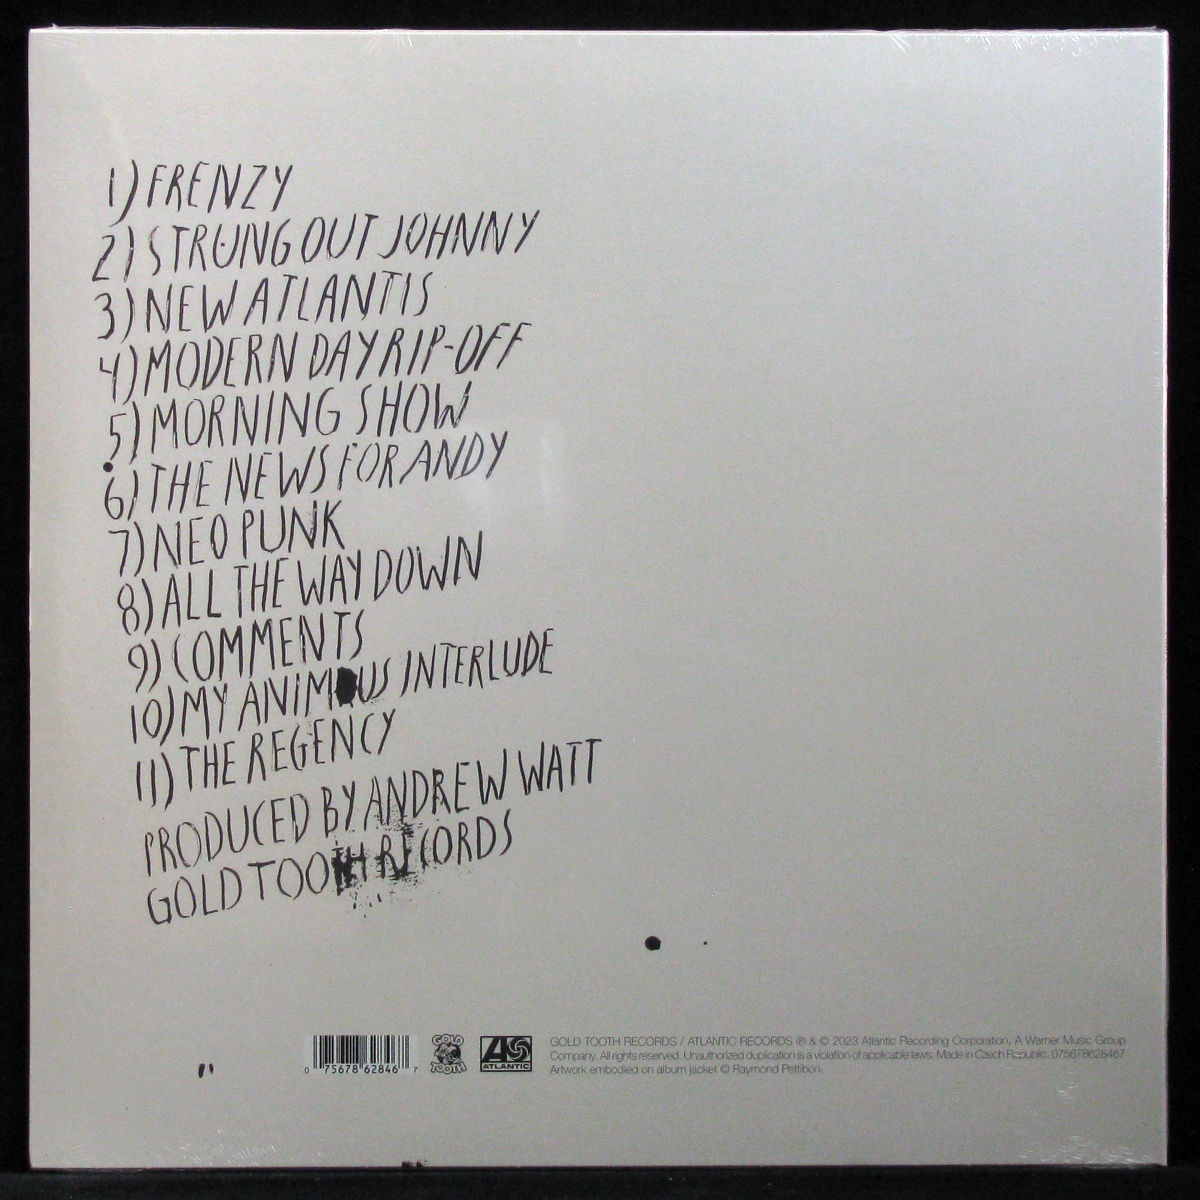 1) FRENZY
2) STRUNG OUT JOHNNY
3) NEW ATLANTIS
4) MODERN DAY RIP-OFF
5) MORNING SHOW
6) THE NEWS FOR ANDY
7) NEO PUNK
8) ALL THE WAY DOWN
9) COMMENTS
10) MY ANIMUS INTERLUDE
11) THE REGENCY
PRODUCED BY ANDREW WATT
GOLD TOOTH RECORDS
0 75678 62846 7
GOLD TOOTH
ATLANTIC
GOLD TOOTH RECORDS / ATLANTIC RECORDS ℗ & © 2023 Atlantic Recording Corporation, A Warner Music Group
Company. All rights reserved. Unauthorized duplication is a violation of applicable laws. Made in Czech Republic. 075678628467
Artwork embodied on album jacket © Raymond Pettibon.